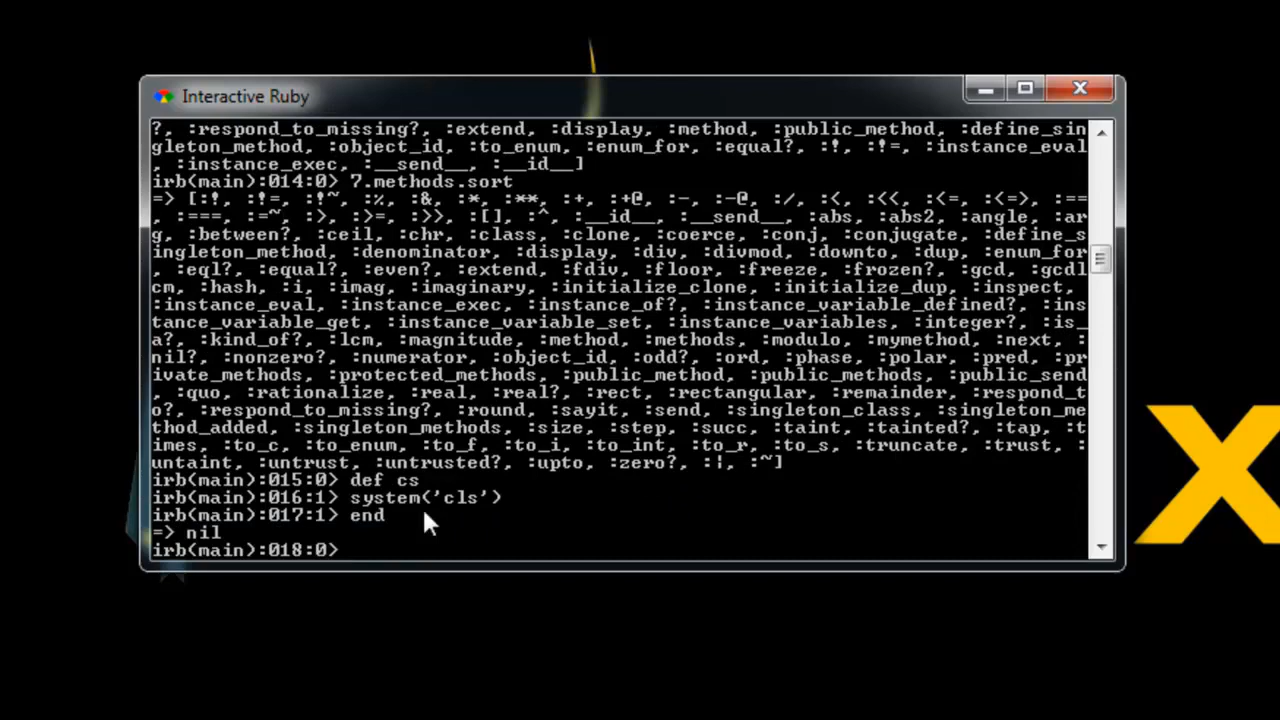 Interactive Ruby
?, :respond_to_missing?, :extend, :display, :method, :public_method, :define_sin
gleton_method, :object_id, :to_enum, :enum_for, :equal?, :!, :!=, :instance_eval
, :instance_exec, :__send__, :__id__]
irb(main):014:0> 7.methods.sort
=> [:!, :!=, :!~, :%, :&, :*, :**, :+, :+@, :-, :-@, :/, :<, :<<, :<=, :<=>, :==
, :===, :=~, :>, :>=, :>>, :[], :^, :__id__, :__send__, :abs, :abs2, :angle, :ar
g, :between?, :ceil, :chr, :class, :clone, :coerce, :conj, :conjugate, :define_s
ingleton_method, :denominator, :display, :div, :divmod, :downto, :dup, :enum_for
, :eql?, :equal?, :even?, :extend, :fdiv, :floor, :freeze, :frozen?, :gcd, :gcdl
cm, :hash, :i, :imag, :imaginary, :initialize_clone, :initialize_dup, :inspect,
:instance_eval, :instance_exec, :instance_of?, :instance_variable_defined?, :ins
tance_variable_get, :instance_variable_set, :instance_variables, :integer?, :is_
a?, :kind_of?, :lcm, :magnitude, :method, :methods, :modulo, :mymethod, :next, :
nil?, :nonzero?, :numerator, :object_id, :odd?, :ord, :phase, :polar, :pred, :pr
ivate_methods, :protected_methods, :public_method, :public_methods, :public_send
, :quo, :rationalize, :real, :real?, :rect, :rectangular, :remainder, :respond_t
o?, :respond_to_missing?, :round, :sayit, :send, :singleton_class, :singleton_me
thod_added, :singleton_methods, :size, :step, :succ, :taint, :tainted?, :tap, :t
imes, :to_c, :to_enum, :to_f, :to_i, :to_int, :to_r, :to_s, :truncate, :trust, :
untaint, :untrust, :untrusted?, :upto, :zero?, :|, :~]
irb(main):015:0> def cs
irb(main):016:1> system('cls')
irb(main):017:1> end
=> nil
irb(main):018:0>
X